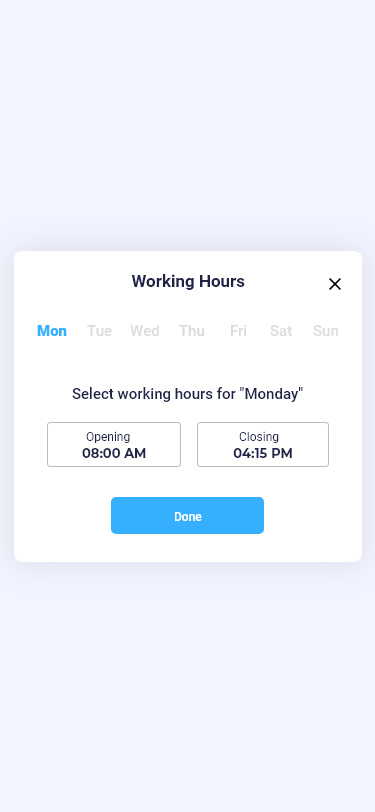 Working Hours
Mon Tue Wed Thu Fri Sat Sun
Select working hours for "Monday"
Opening Closing
08:00 AM 04:15 PM
Done